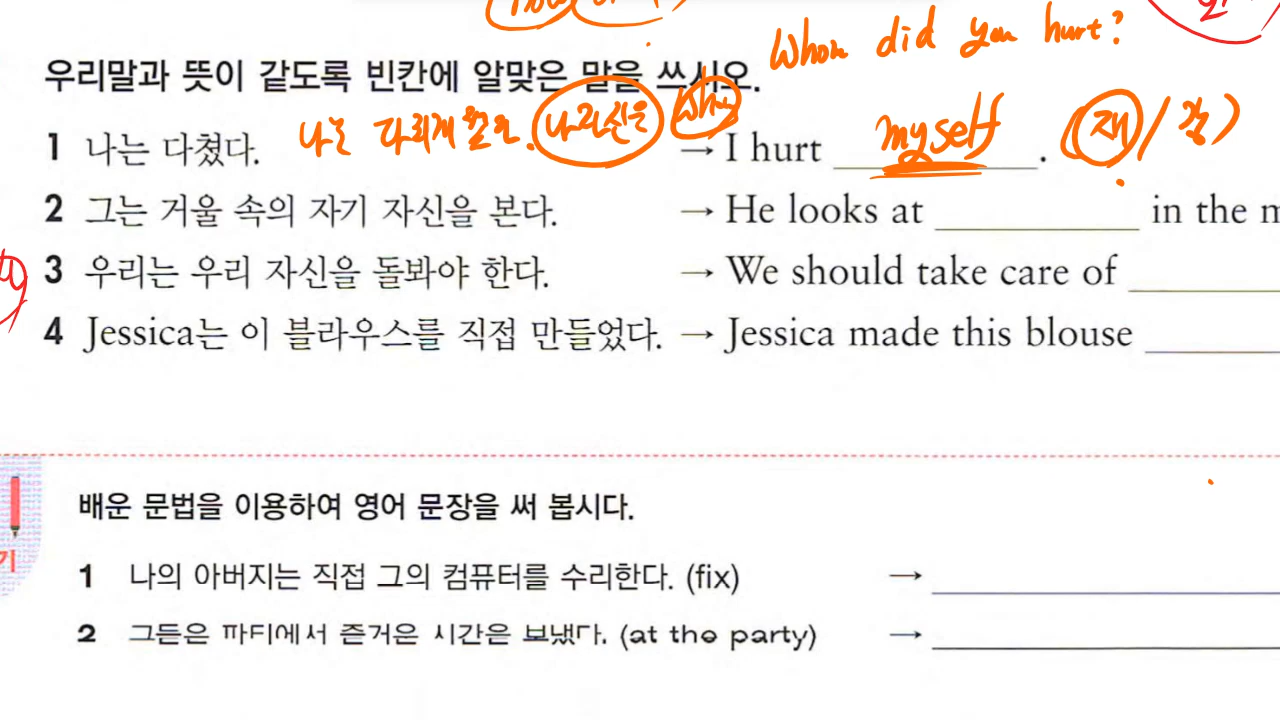 Whom did you hurt?
우리말과 뜻이 같도록 빈칸에 알맞은 말을 쓰시오.
1 나는 다쳤다. 나는 나 자신을 → I hurt myself. 재/강)
2 그는 거울 속의 자기 자신을 본다. → He looks at in the m
3 우리는 우리 자신을 돌봐야 한다. → We should take care of
4 Jessica는 이 블라우스를 직접 만들었다. → Jessica made this blouse
기
배운 문법을 이용하여 영어 문장을 써 봅시다.
1 나의 아버지는 직접 그의 컴퓨터를 수리한다. (fix) →
2 그들은 파티에서 즐거운 시간을 보냈다. (at the party) →